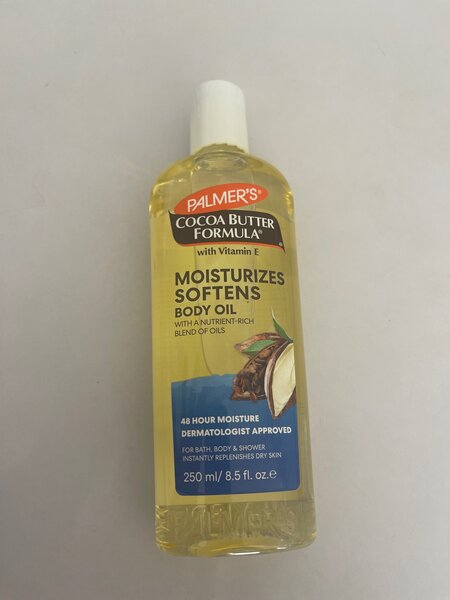 PALMER'S®
COCOA BUTTER
FORMULA®
with Vitamin E
MOISTURIZES
SOFTENS
BODY OIL
WITH A NUTRIENT-RICH
BLEND OF OILS
48 HOUR MOISTURE
DERMATOLOGIST APPROVED
FOR BATH, BODY & SHOWER
INSTANTLY REPLENISHES DRY SKIN
250 ml/ 8.5 fl. oz.℮
PALMER'S